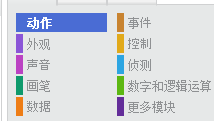 动作
外观
声音
画笔
数据
事件
控制
侦测
数字和逻辑运算
更多模块